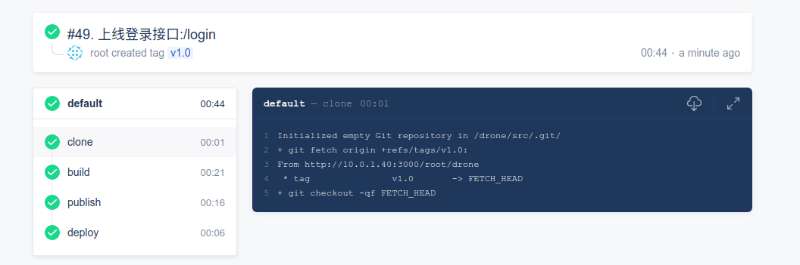 #49. 上线登录接口:/login
root created tag v1.0 00:44 · a minute ago
default 00:44
clone 00:01
build 00:21
publish 00:16
deploy 00:06
default — clone 00:01
1 Initialized empty Git repository in /drone/src/.git/
2 + git fetch origin +refs/tags/v1.0:
3 From http://10.0.1.40:3000/root/drone
4 * tag v1.0 -> FETCH_HEAD
5 + git checkout -qf FETCH_HEAD